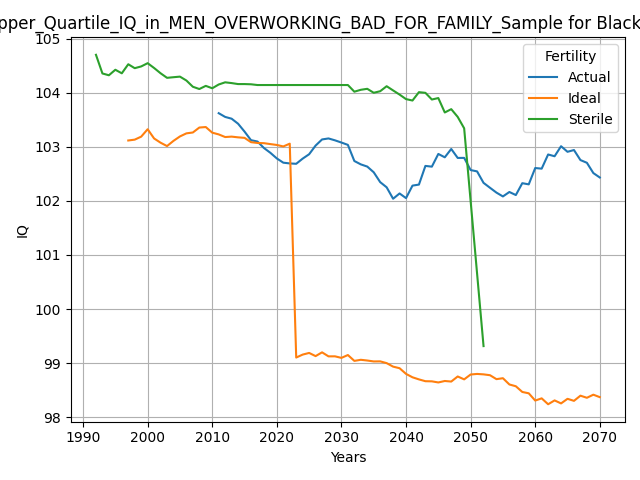 pper_Quartile_IQ_in_MEN_OVERWORKING_BAD_FOR_FAMILY_Sample for Black
105
104
103
102
101
100
99
98
IQ
Fertility
Actual
Ideal
Sterile
1990 2000 2010 2020 2030 2040 2050 2060 2070
Years